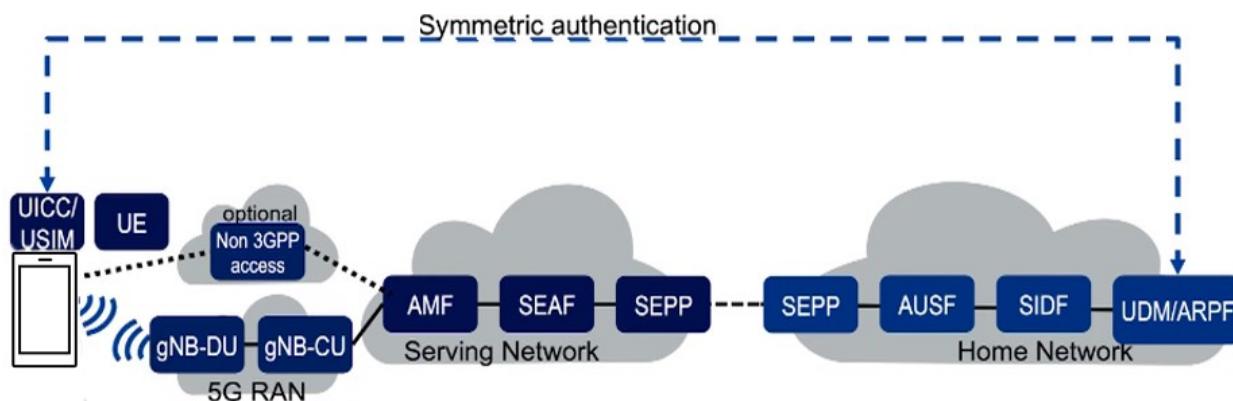 Symmetric authentication
UICC/
USIM
UE
optional
Non 3GPP
access
gNB-DU
gNB-CU
5G RAN
AMF
SEAF
SEPP
Serving Network
SEPP
AUSF
SIDF
UDM/ARPF
Home Network